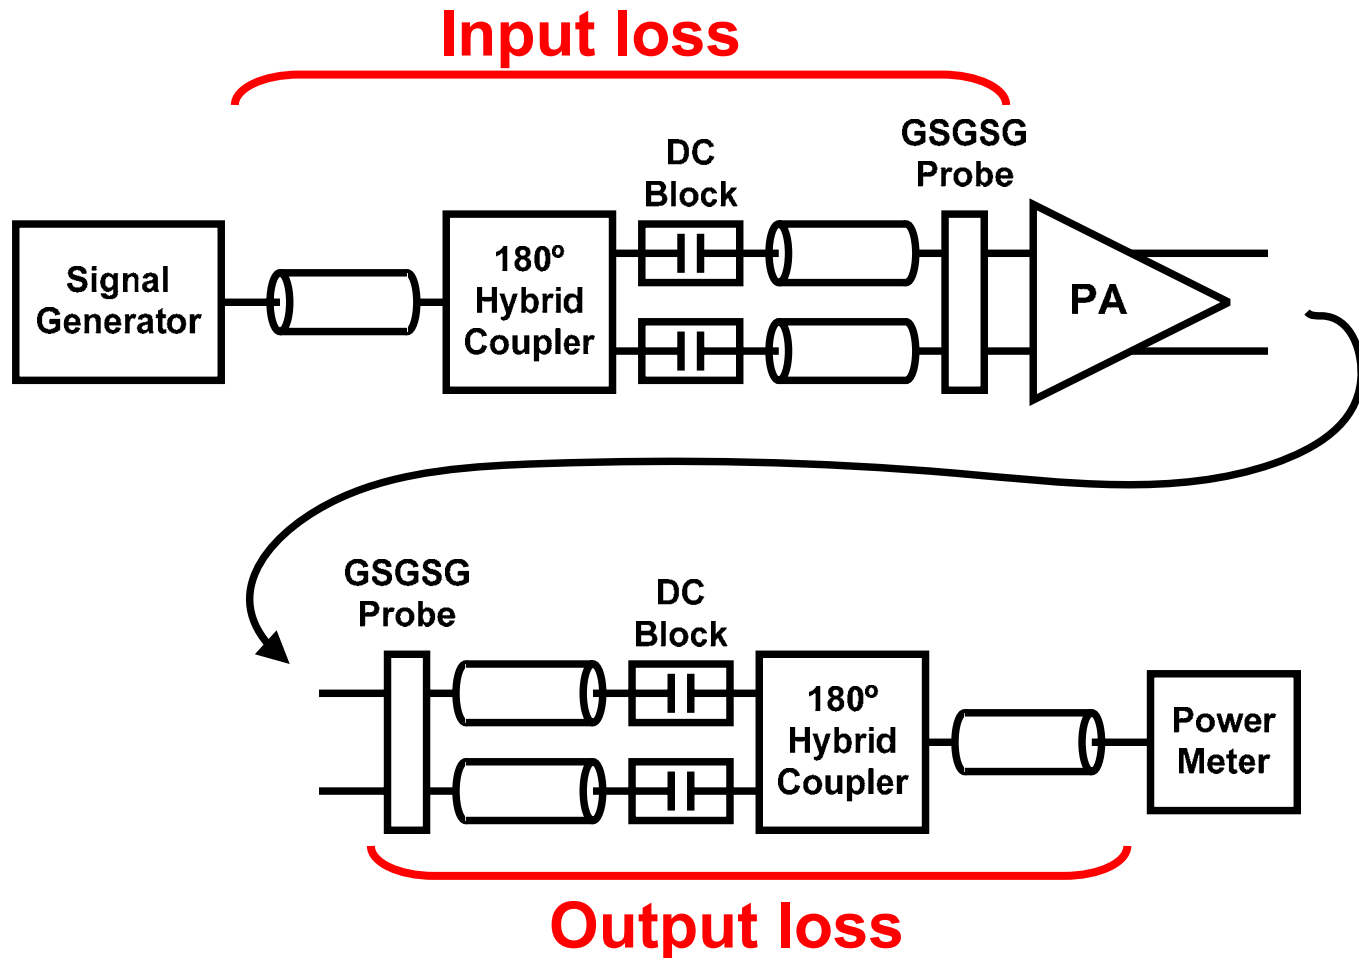 Input loss
GSGSG
Probe
DC
Block
Signal
Generator
180º
Hybrid
Coupler
PA
GSGSG
Probe
DC
Block
180º
Hybrid
Coupler
Power
Meter
Output loss